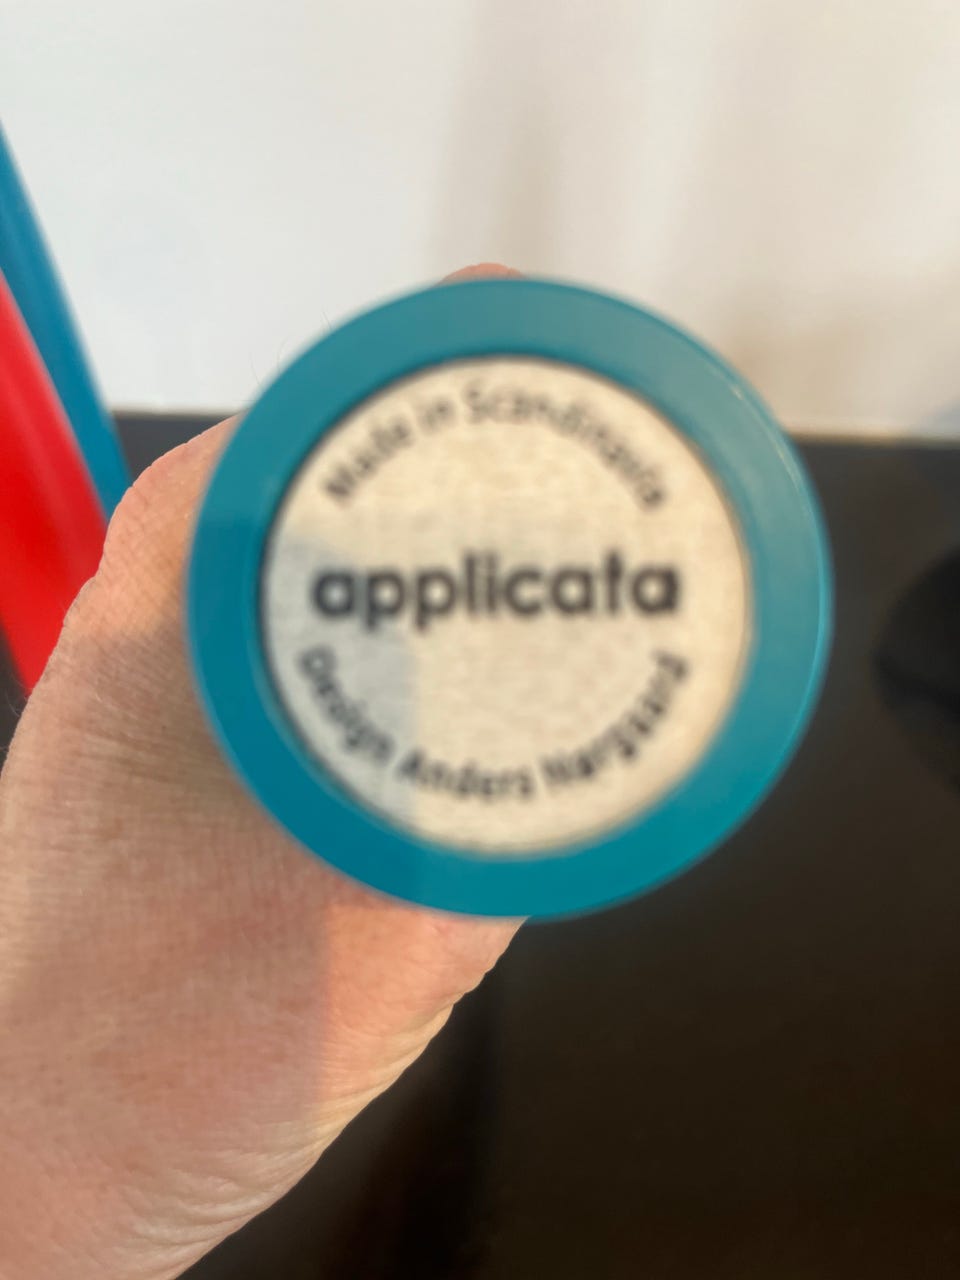 Made in Scandinavia
applicata
Design Anders Nørgaard